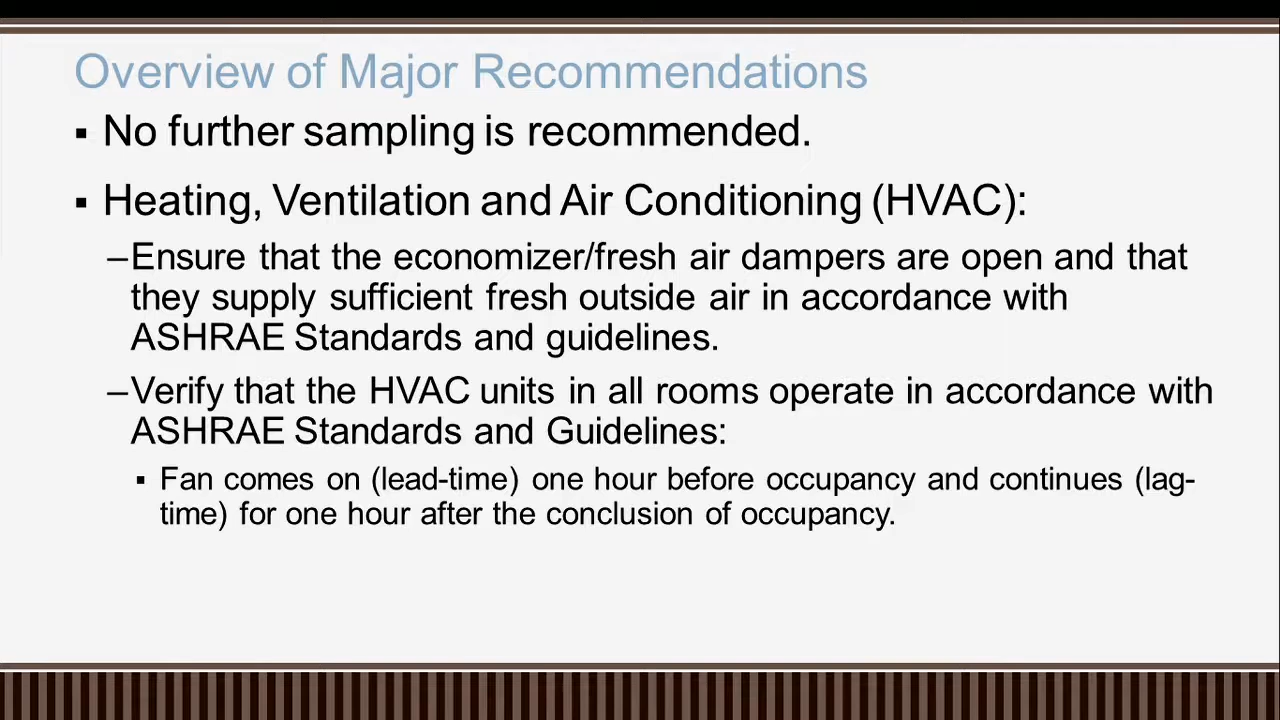 Overview of Major Recommendations
▪ No further sampling is recommended.
▪ Heating, Ventilation and Air Conditioning (HVAC):
–Ensure that the economizer/fresh air dampers are open and that
they supply sufficient fresh outside air in accordance with
ASHRAE Standards and guidelines.
–Verify that the HVAC units in all rooms operate in accordance with
ASHRAE Standards and Guidelines:
▪ Fan comes on (lead-time) one hour before occupancy and continues (lag-
time) for one hour after the conclusion of occupancy.